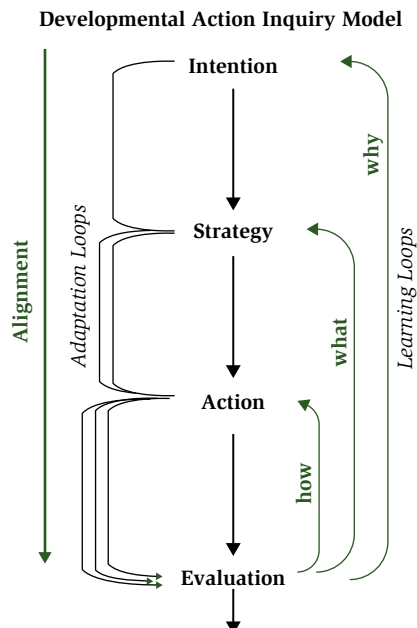 Developmental Action Inquiry Model
Intention
why
Adaptation Loops
Learning Loops
Strategy
Alignment
what
Action
how
Evaluation